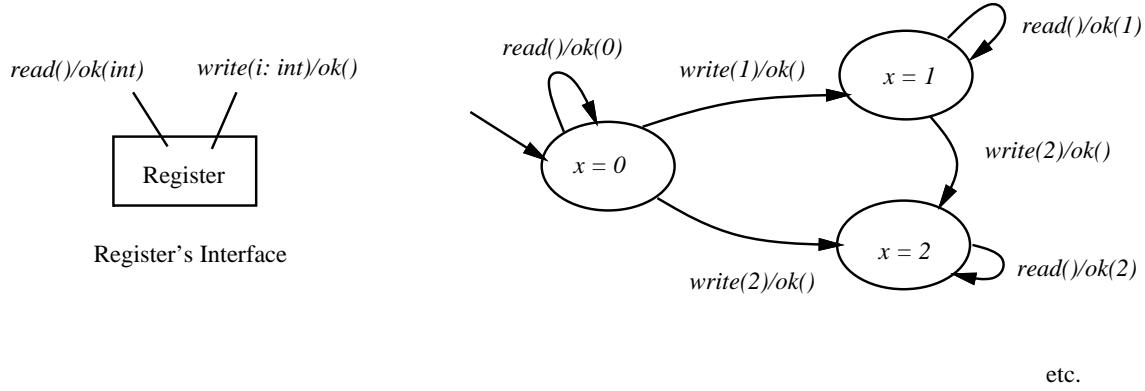 read()/ok(int)
write(i: int)/ok()
Register
Register's Interface
read()/ok(0)
write(1)/ok()
read()/ok(1)
x = 1
x = 0
write(2)/ok()
x = 2
write(2)/ok()
read()/ok(2)
etc.